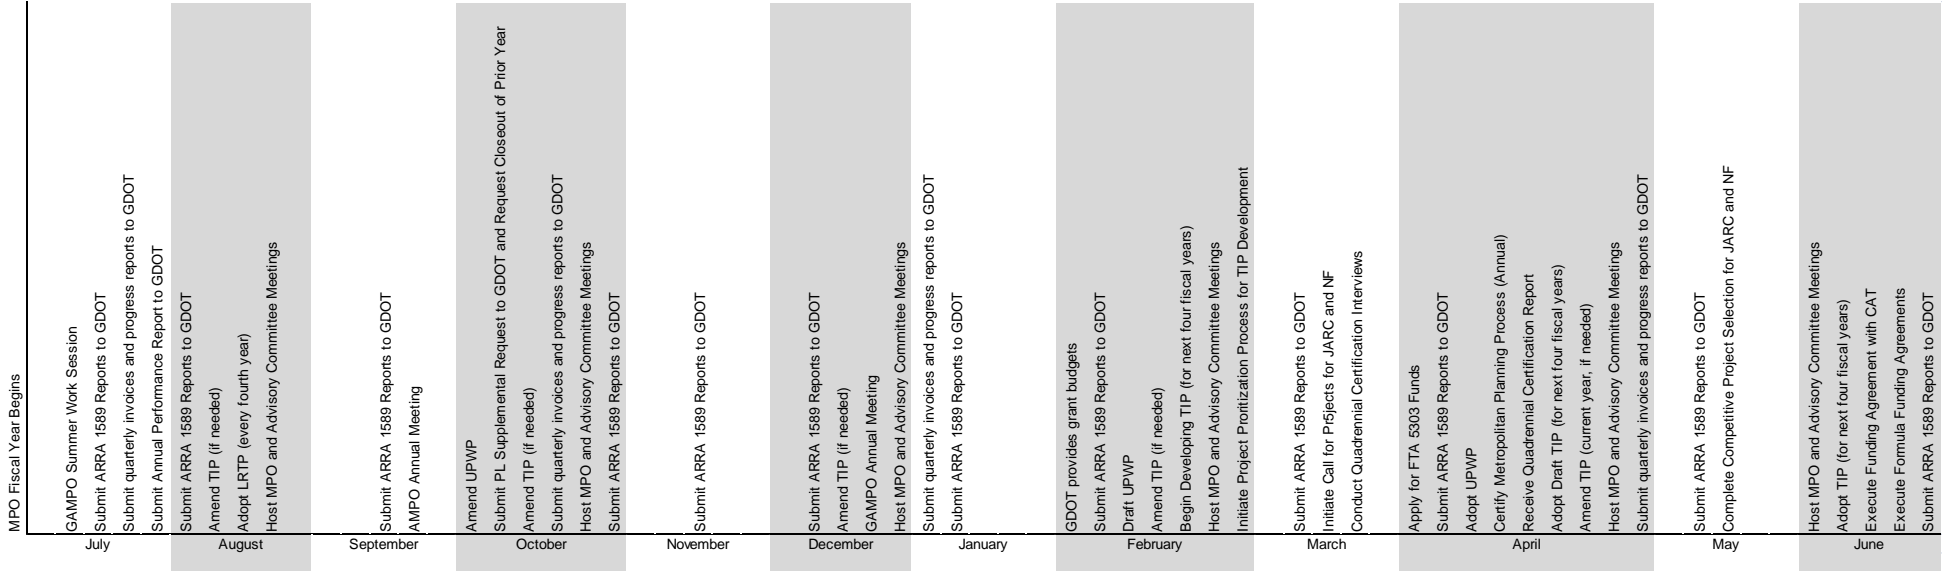 MPO Fiscal Year Begins
GAMPO Summer Work Session
Submit ARRA 1589 Reports to GDOT
Submit quarterly invoices and progress reports to GDOT
Submit Annual Performance Report to GDOT
July
Submit ARRA 1589 Reports to GDOT
Amend TIP (if needed)
Adopt LRTP (every fourth year)
Host MPO and Advisory Committee Meetings
August
Submit ARRA 1589 Reports to GDOT
AMPO Annual Meeting
September
Amend UPWP
Submit PL Supplemental Request to GDOT and Request Closeout of Prior Year
Amend TIP (if needed)
Submit quarterly invoices and progress reports to GDOT
Host MPO and Advisory Committee Meetings
Submit ARRA 1589 Reports to GDOT
October
Submit ARRA 1589 Reports to GDOT
November
Submit ARRA 1589 Reports to GDOT
Amend TIP (if needed)
GAMPO Annual Meeting
Host MPO and Advisory Committee Meetings
December
Submit quarterly invoices and progress reports to GDOT
Submit ARRA 1589 Reports to GDOT
January
GDOT provides grant budgets
Submit ARRA 1589 Reports to GDOT
Draft UPWP
Amend TIP (if needed)
Begin Developing TIP (for next four fiscal years)
Host MPO and Advisory Committee Meetings
Initiate Project Prioritization Process for TIP Development
February
Submit ARRA 1589 Reports to GDOT
Initiate Call for Pr5jects for JARC and NF
Conduct Quadrennial Certification Interviews
March
Apply for FTA 5303 Funds
Submit ARRA 1589 Reports to GDOT
Adopt UPWP
Certify Metropolitan Planning Process (Annual)
Receive Quadrennial Certification Report
Adopt Draft TIP (for next four fiscal years)
Amend TIP (current year, if needed)
Host MPO and Advisory Committee Meetings
Submit quarterly invoices and progress reports to GDOT
April
Submit ARRA 1589 Reports to GDOT
Complete Competitive Project Selection for JARC and NF
May
Host MPO and Advisory Committee Meetings
Adopt TIP (for next four fiscal years)
Execute Funding Agreement with CAT
Execute Formula Funding Agreements
Submit ARRA 1589 Reports to GDOT
June